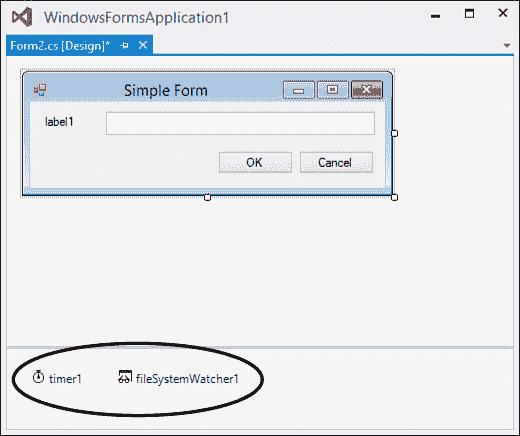 WindowsFormsApplication1
Form2.cs [Design]*
Simple Form
label1
OK Cancel
timer1 fileSystemWatcher1